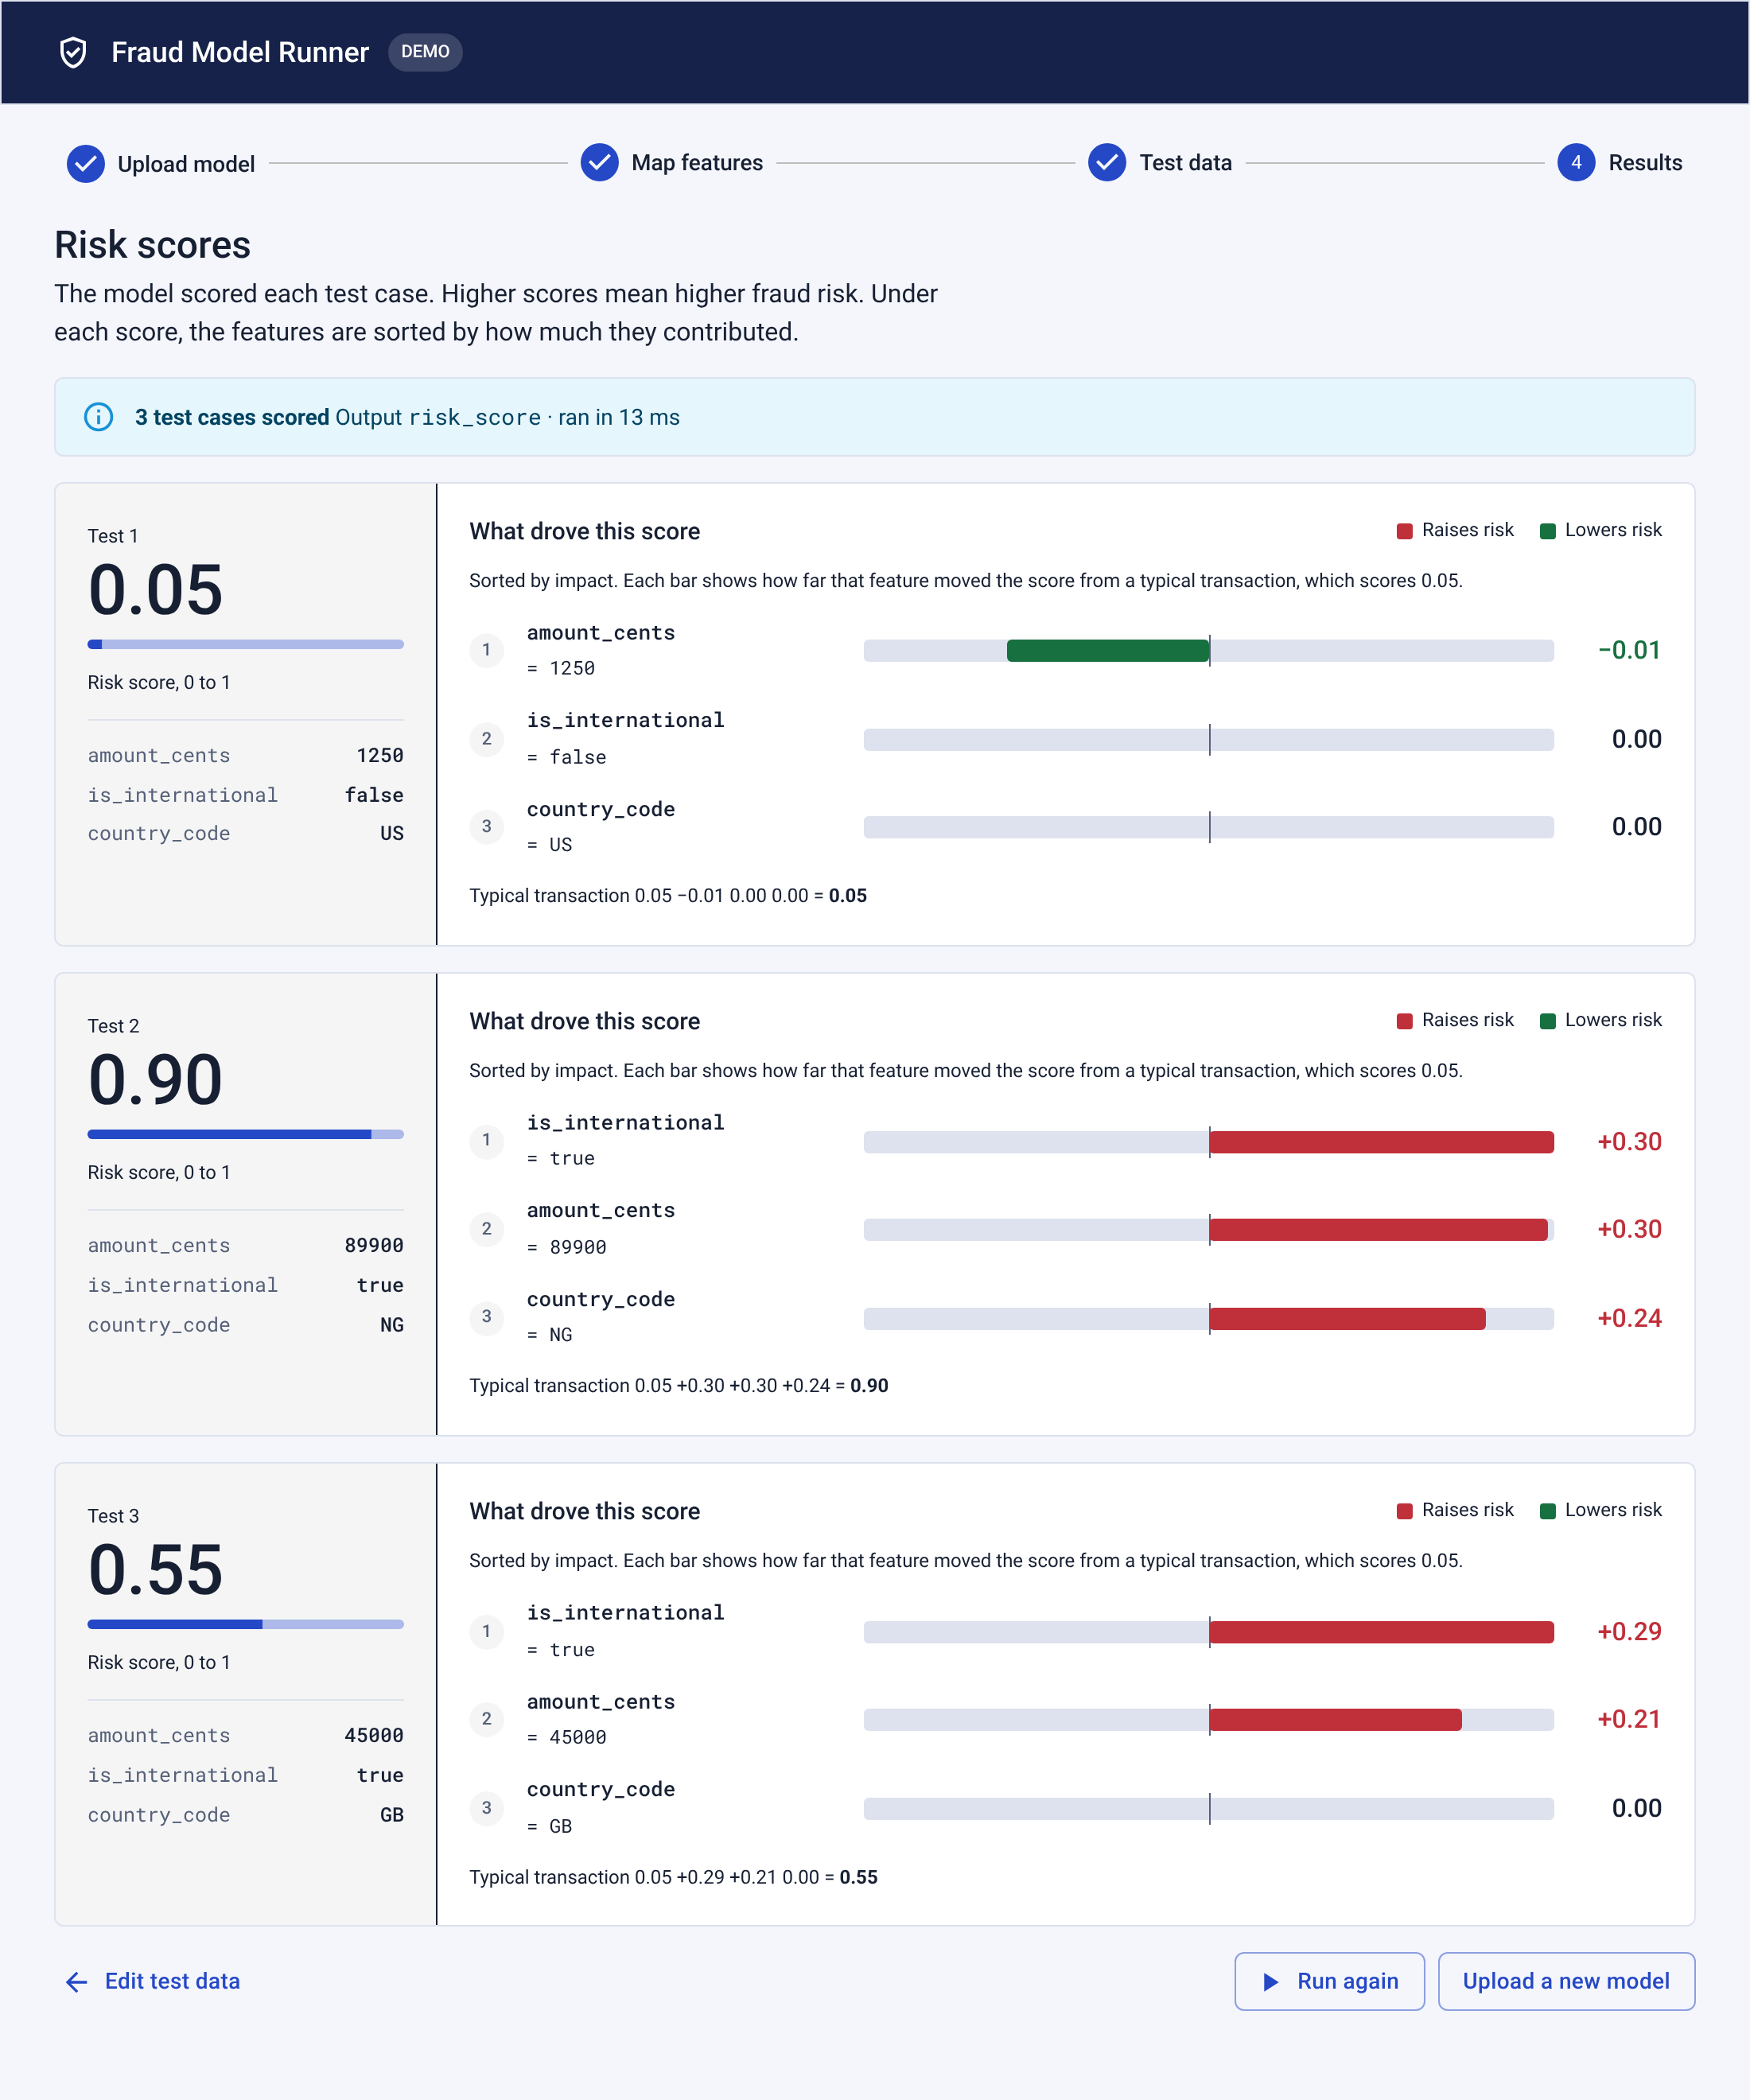 Fraud Model Runner DEMO
Upload model
Map features
Test data
4 Results
Risk scores
The model scored each test case. Higher scores mean higher fraud risk. Under
each score, the features are sorted by how much they contributed.
3 test cases scored Output risk_score · ran in 13 ms
Test 1
0.05
Risk score, 0 to 1
amount_cents 1250
is_international false
country_code US
What drove this score
Raises risk
Lowers risk
Sorted by impact. Each bar shows how far that feature moved the score from a typical transaction, which scores 0.05.
1 amount_cents
= 1250
−0.01
2 is_international
= false
0.00
3 country_code
= US
0.00
Typical transaction 0.05 −0.01 0.00 0.00 = 0.05
Test 2
0.90
Risk score, 0 to 1
amount_cents 89900
is_international true
country_code NG
What drove this score
Raises risk
Lowers risk
Sorted by impact. Each bar shows how far that feature moved the score from a typical transaction, which scores 0.05.
1 is_international
= true
+0.30
2 amount_cents
= 89900
+0.30
3 country_code
= NG
+0.24
Typical transaction 0.05 +0.30 +0.30 +0.24 = 0.90
Test 3
0.55
Risk score, 0 to 1
amount_cents 45000
is_international true
country_code GB
What drove this score
Raises risk
Lowers risk
Sorted by impact. Each bar shows how far that feature moved the score from a typical transaction, which scores 0.05.
1 is_international
= true
+0.29
2 amount_cents
= 45000
+0.21
3 country_code
= GB
0.00
Typical transaction 0.05 +0.29 +0.21 0.00 = 0.55
Edit test data
Run again
Upload a new model